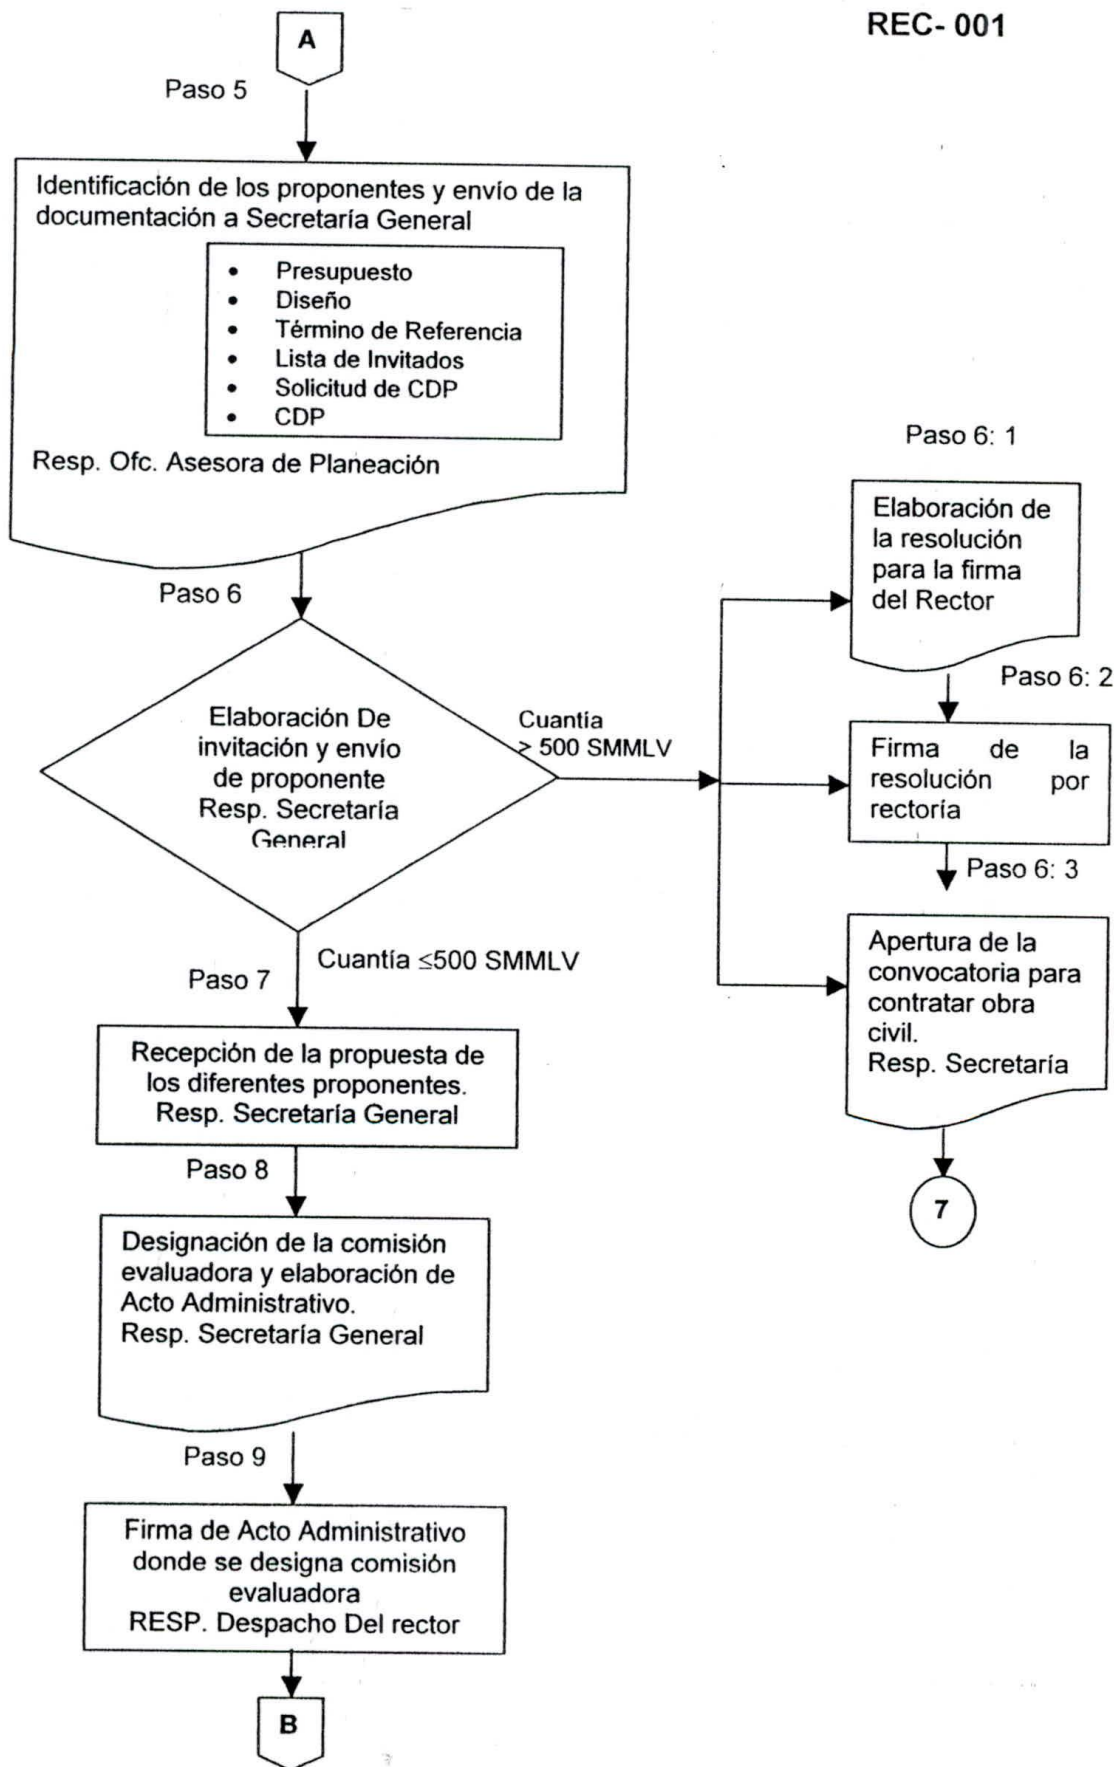 REC- 001
A
Paso 5
Identificación de los proponentes y envío de la
documentación a Secretaría General
• Presupuesto
• Diseño
• Término de Referencia
• Lista de Invitados
• Solicitud de CDP
• CDP
Resp. Ofc. Asesora de Planeación
Paso 6
Elaboración De
invitación y envío
de proponente
Resp. Secretaría
General
Cuantía
> 500 SMMLV
Paso 6: 1
Elaboración de
la resolución
para la firma
del Rector
Paso 6: 2
Firma de la
resolución por
rectoría
Paso 6: 3
Apertura de la
convocatoria para
contratar obra
civil.
Resp. Secretaría
7
Cuantía ≤500 SMMLV
Paso 7
Recepción de la propuesta de
los diferentes proponentes.
Resp. Secretaría General
Paso 8
Designación de la comisión
evaluadora y elaboración de
Acto Administrativo.
Resp. Secretaría General
Paso 9
Firma de Acto Administrativo
donde se designa comisión
evaluadora
RESP. Despacho Del rector
B